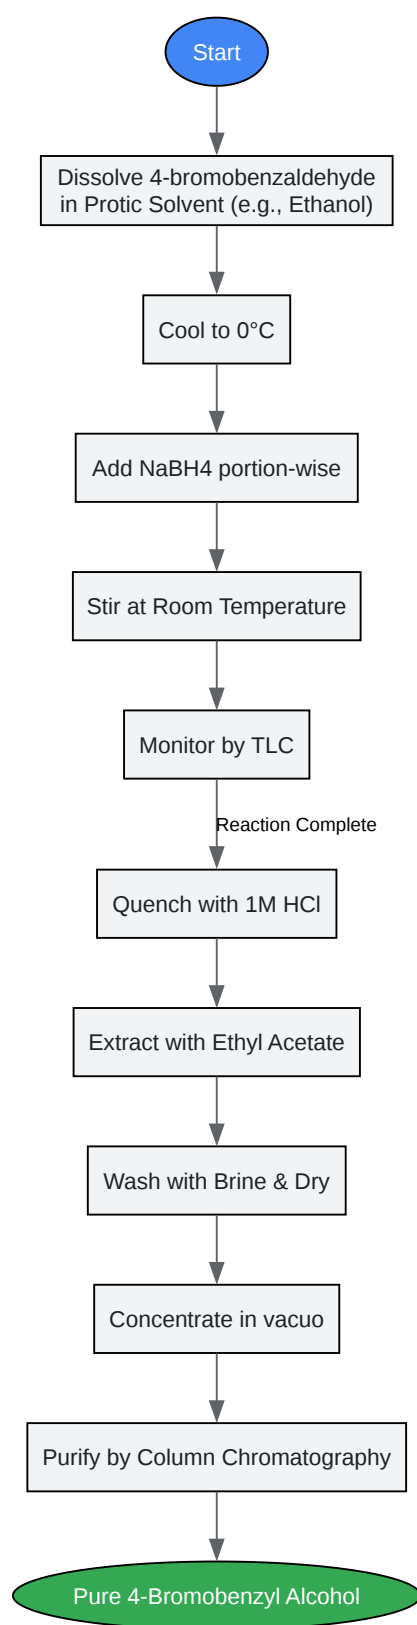 Start
Dissolve 4-bromobenzaldehyde
in Protic Solvent (e.g., Ethanol)
Cool to 0°C
Add NaBH4 portion-wise
Stir at Room Temperature
Monitor by TLC
Reaction Complete
Quench with 1M HCl
Extract with Ethyl Acetate
Wash with Brine & Dry
Concentrate in vacuo
Purify by Column Chromatography
Pure 4-Bromobenzyl Alcohol